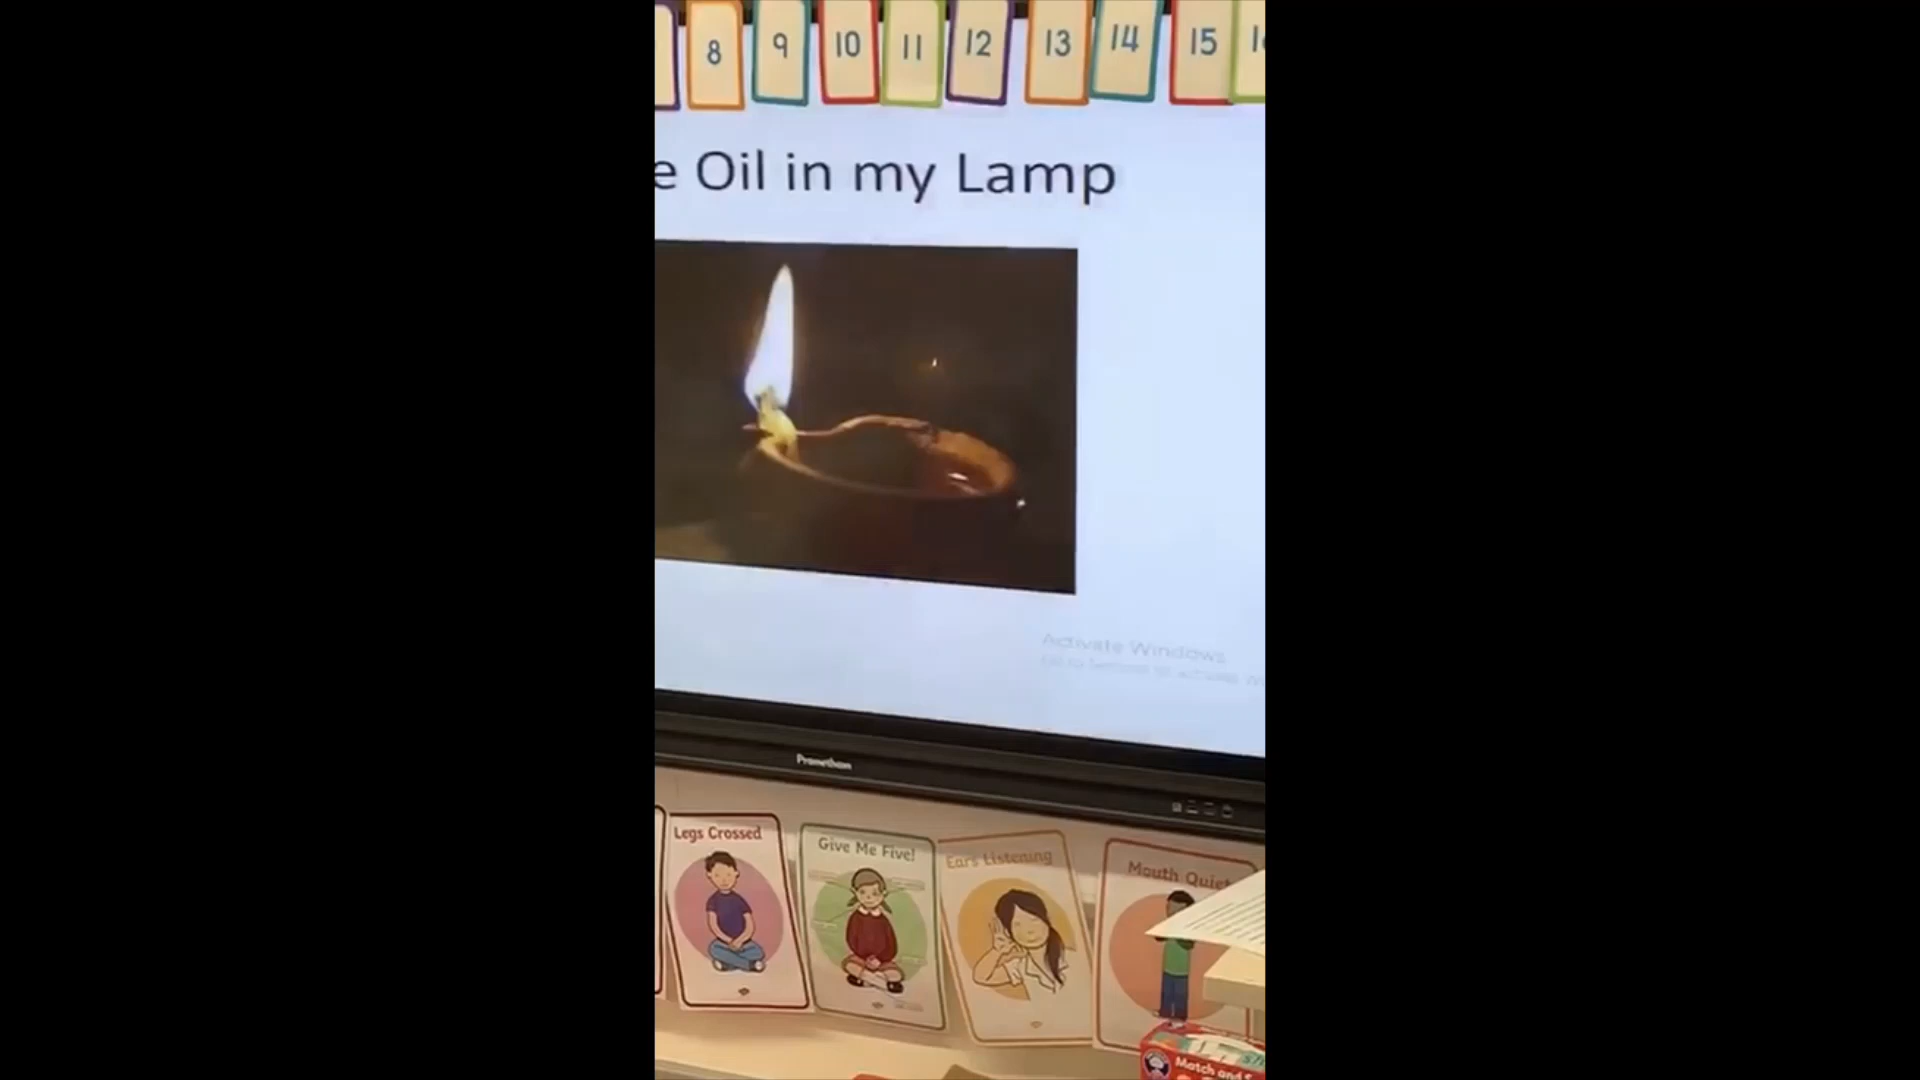 8 9 10 11 12 13 14 15
e Oil in my Lamp
Activate Windows
Promethean
Legs Crossed
Give Me Five!
Ears Listening
Mouth Quiet
Match and